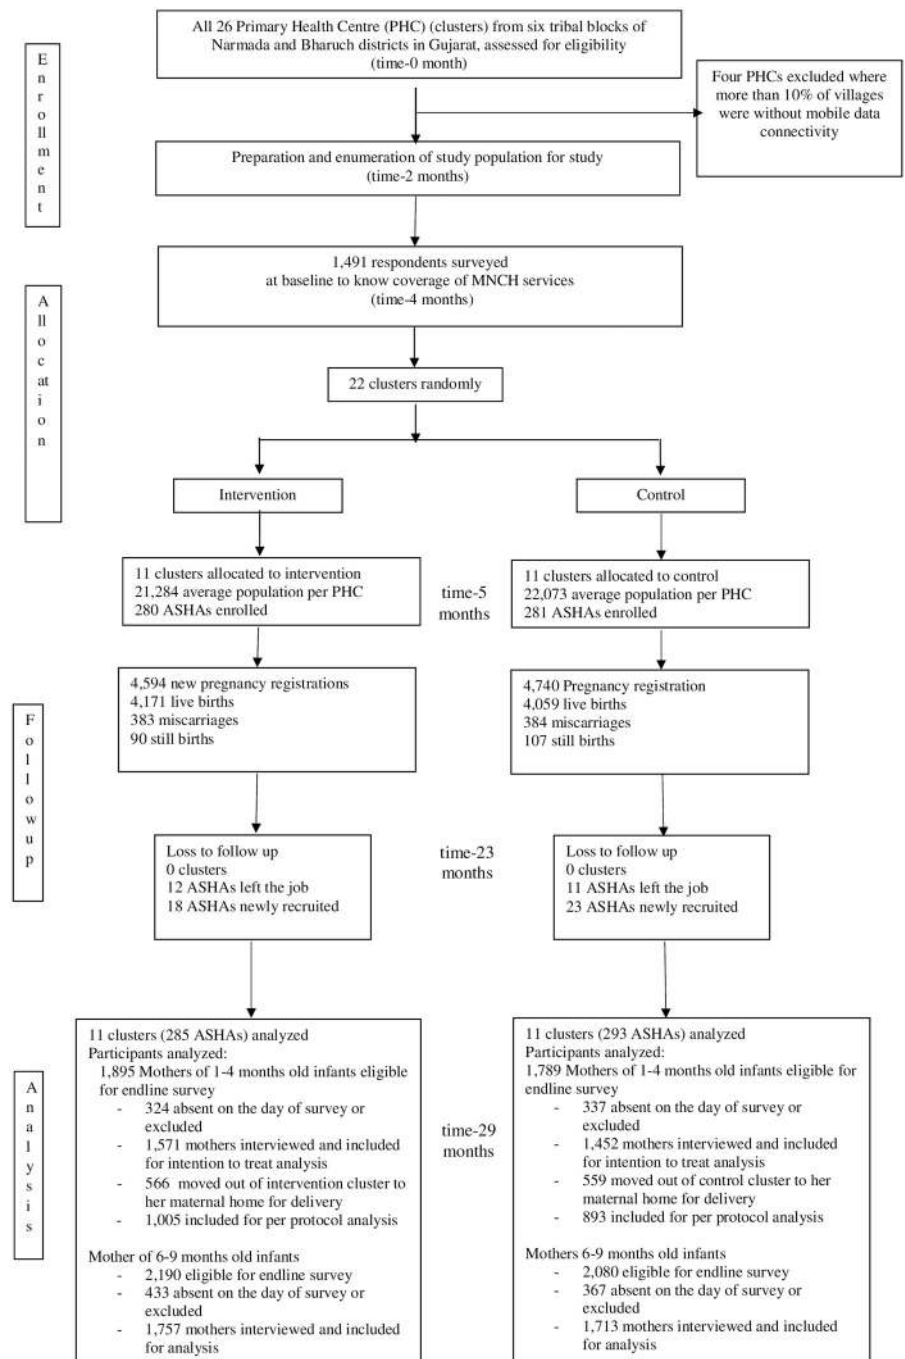 All 26 Primary Health Centre (PHC) (clusters) from six tribal blocks of
Narmada and Bharuch districts in Gujarat, assessed for eligibility
(time-0 month)
Enrollment
Four PHCs excluded where
more than 10% of villages
were without mobile data
connectivity
Preparation and enumeration of study population for study
(time-2 months)
1,491 respondents surveyed
at baseline to know coverage of MNCH services
(time-4 months)
Allocation
22 clusters randomly
Intervention
Control
11 clusters allocated to intervention
21,284 average population per PHC
280 ASHAs enrolled
time-5
months
11 clusters allocated to control
22,073 average population per PHC
281 ASHAs enrolled
4,594 new pregnancy registrations
4,171 live births
383 miscarriages
90 still births
4,740 Pregnancy registration
4,059 live births
384 miscarriages
107 still births
Followup
Loss to follow up
0 clusters
12 ASHAs left the job
18 ASHAs newly recruited
time-23
months
Loss to follow up
0 clusters
11 ASHAs left the job
23 ASHAs newly recruited
Analysis
11 clusters (285 ASHAs) analyzed
Participants analyzed:
1,895 Mothers of 1-4 months old infants eligible
for endline survey
- 324 absent on the day of survey or
excluded
- 1,571 mothers interviewed and included
for intention to treat analysis
- 566 moved out of intervention cluster to
her maternal home for delivery
- 1,005 included for per protocol analysis
Mother of 6-9 months old infants
- 2,190 eligible for endline survey
- 433 absent on the day of survey or
excluded
- 1,757 mothers interviewed and included
for analysis
time-29
months
11 clusters (293 ASHAs) analyzed
Participants analyzed:
1,789 Mothers of 1-4 months old infants eligible for
endline survey
- 337 absent on the day of survey or
excluded
- 1,452 mothers interviewed and included
for intention to treat analysis
- 559 moved out of control cluster to her
maternal home for delivery
- 893 included for per protocol analysis
Mothers 6-9 months old infants
- 2,080 eligible for endline survey
- 367 absent on the day of survey or
excluded
- 1,713 mothers interviewed and included
for analysis